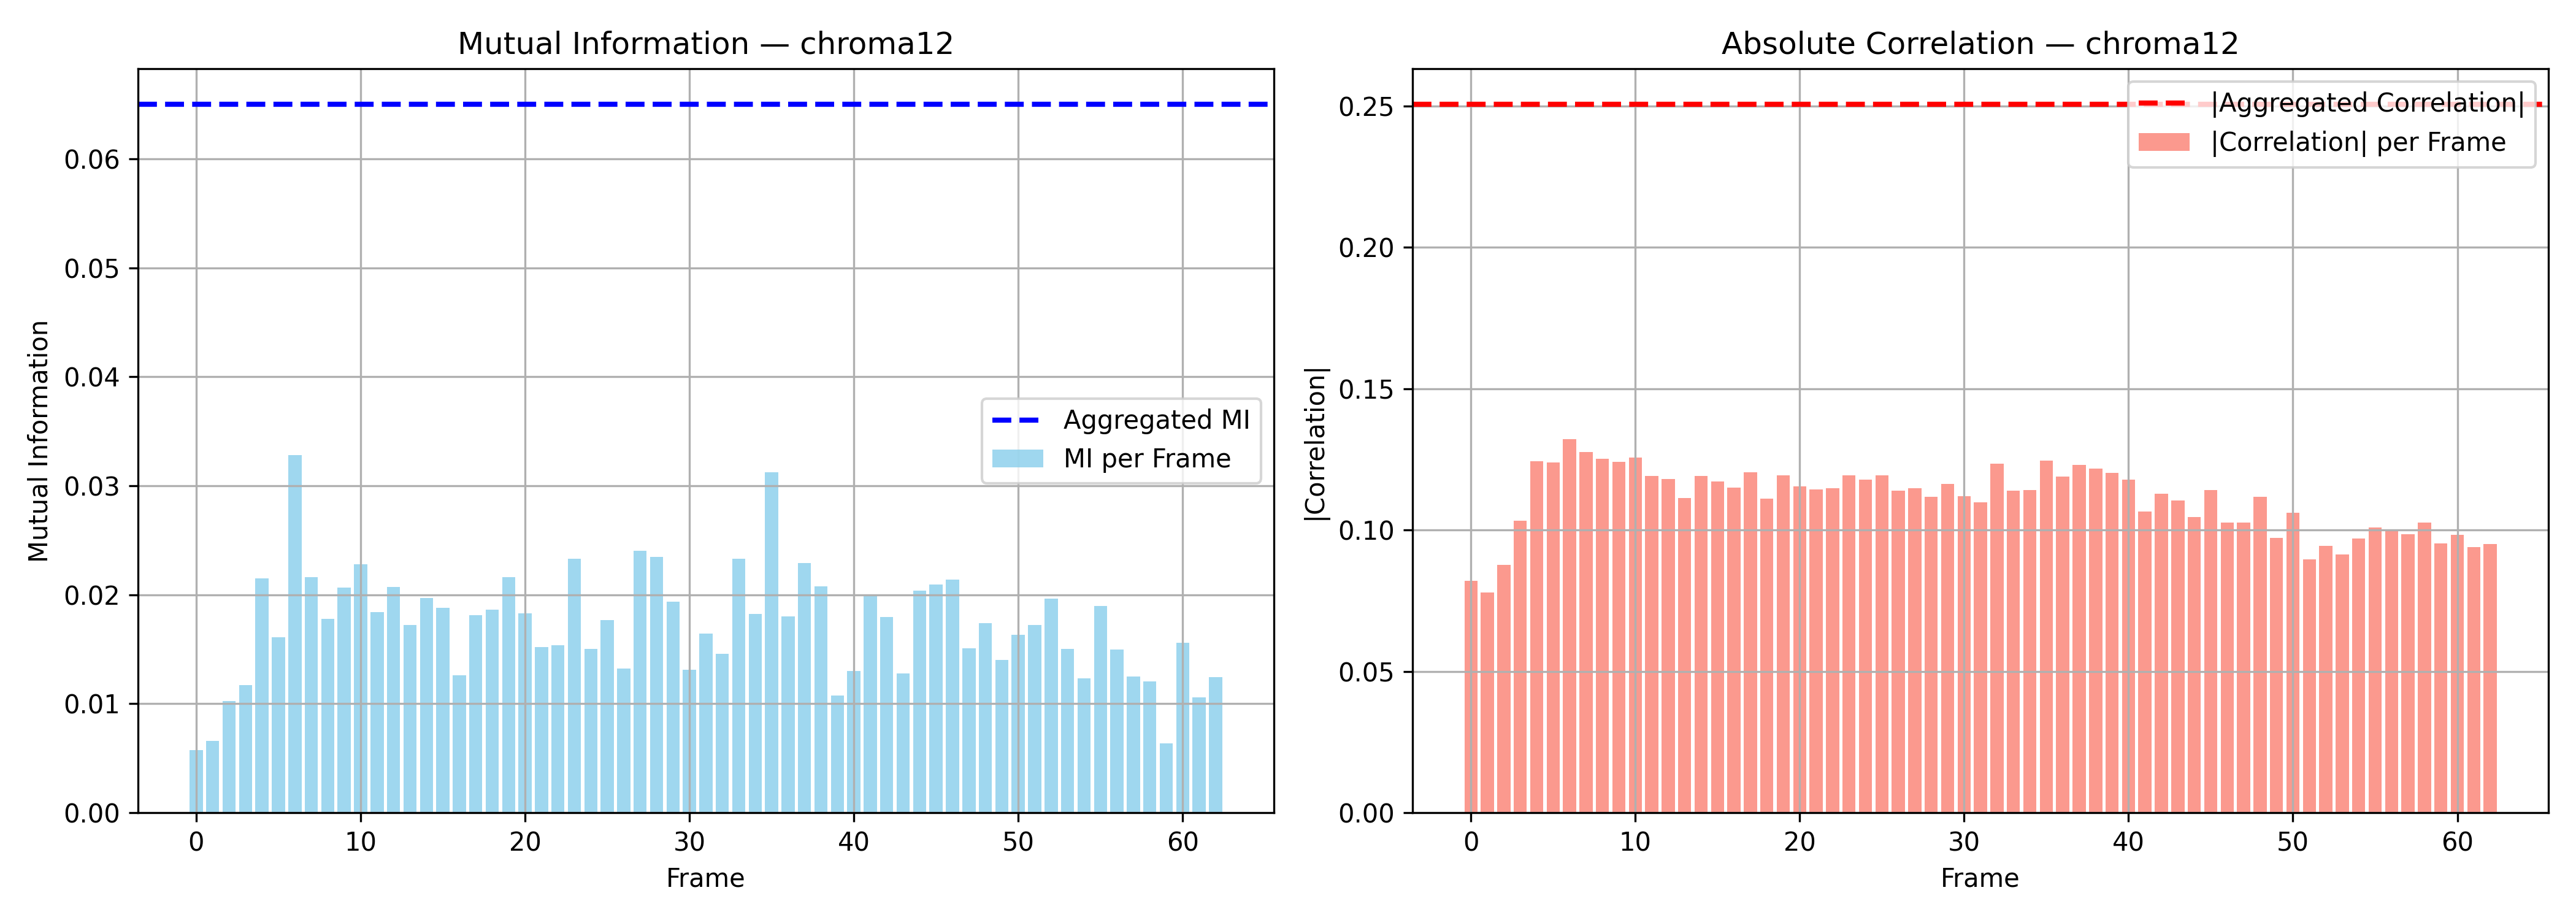 Mutual Information — chroma12
Mutual Information
0.06
0.05
0.04
0.03
0.02
0.01
0.00
Aggregated MI
MI per Frame
0 10 20 30 40 50 60
Frame
Absolute Correlation — chroma12
|Correlation|
0.25
0.20
0.15
0.10
0.05
0.00
|Aggregated Correlation|
|Correlation| per Frame
0 10 20 30 40 50 60
Frame